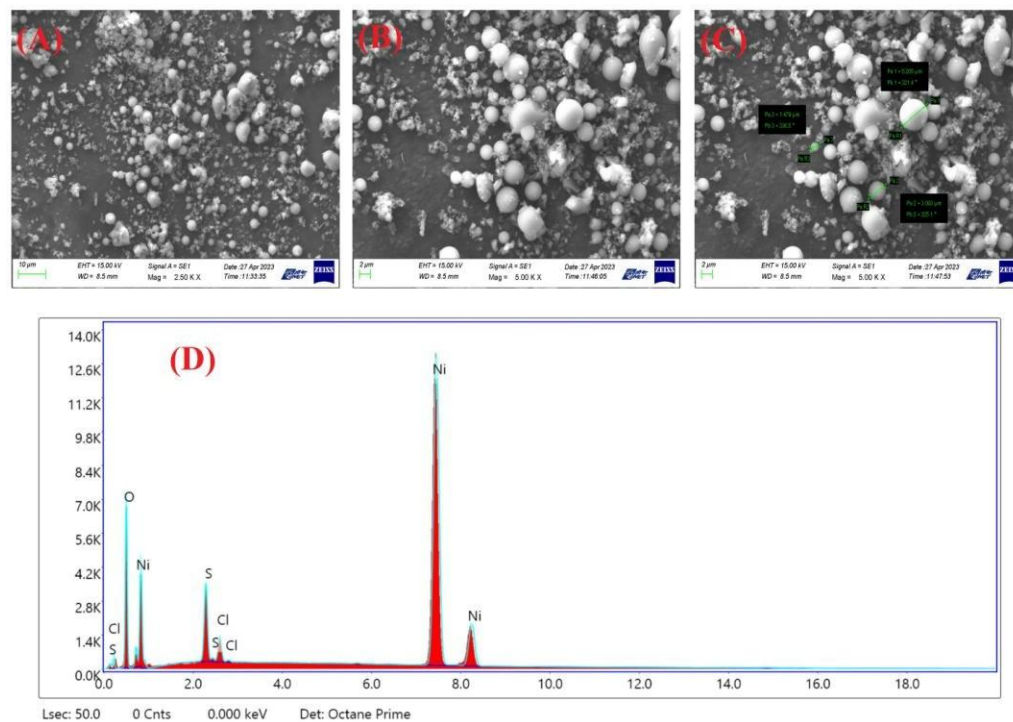 (A)
10 µm
EHT = 15.00 kV
WD = 8.5 mm
Signal A = SE1
Mag = 2.50 K X
Date :27 Apr 2023
Time :11:33:35
ZEISS
(B)
2 µm
EHT = 15.00 kV
WD = 8.5 mm
Signal A = SE1
Mag = 5.00 K X
Date :27 Apr 2023
Time :11:46:05
ZEISS
(C)
2 µm
EHT = 15.00 kV
WD = 8.5 mm
Signal A = SE1
Mag = 5.00 K X
Date :27 Apr 2023
Time :11:47:53
ZEISS
(D)
14.0K
12.6K
11.2K
9.8K
8.4K
7.0K
5.6K
4.2K
2.8K
1.4K
0.0K
Cl
S
O
Ni
S
S
Cl
Cl
Ni
Ni
0.0 2.0 4.0 6.0 8.0 10.0 12.0 14.0 16.0 18.0
Lsec: 50.0 0 Cnts 0.000 keV Det: Octane Prime